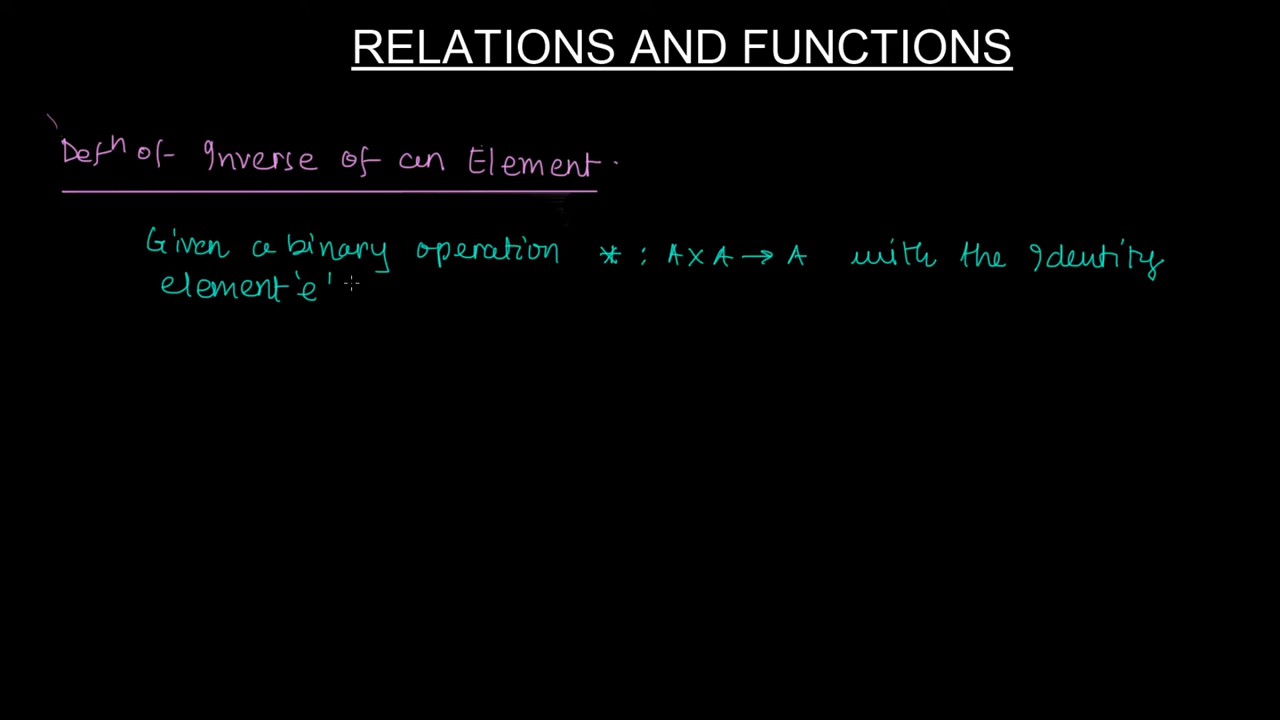 RELATIONS AND FUNCTIONS
Defⁿ of Inverse of an Element.
Given a binary operation * : A × A → A with the Identity
element 'e'